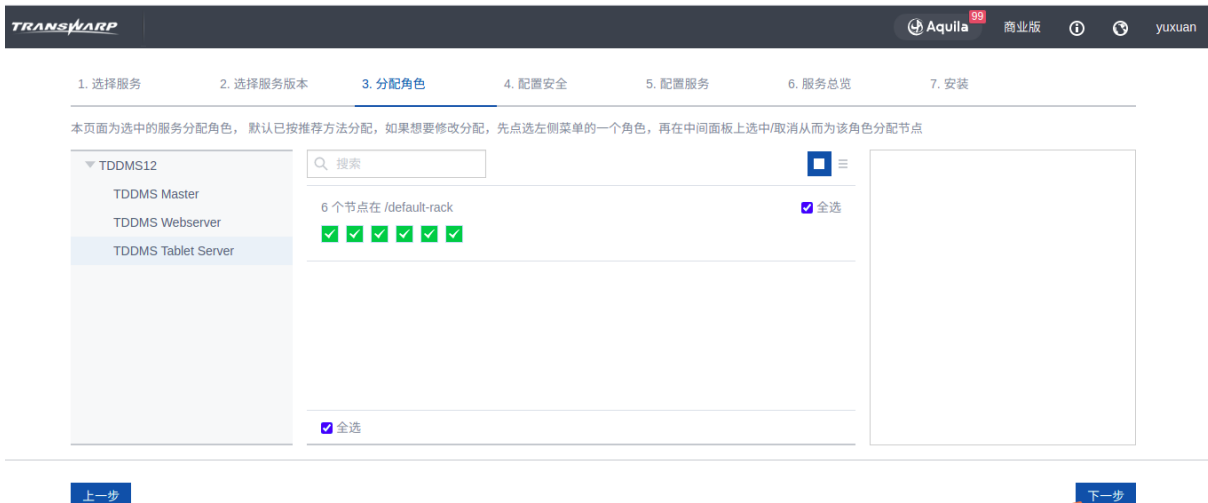 TRANSWARP
Aquila 99 商业版 yuxuan
1. 选择服务 2. 选择服务版本 3. 分配角色 4. 配置安全 5. 配置服务 6. 服务总览 7. 安装
本页面为选中的服务分配角色， 默认已按推荐方法分配，如果想要修改分配，先点选左侧菜单的一个角色，再在中间面板上选中/取消从而为该角色分配节点
TDDMS12
TDDMS Master
TDDMS Webserver
TDDMS Tablet Server
搜索
6 个节点在 /default-rack 全选
全选
上一步 下一步